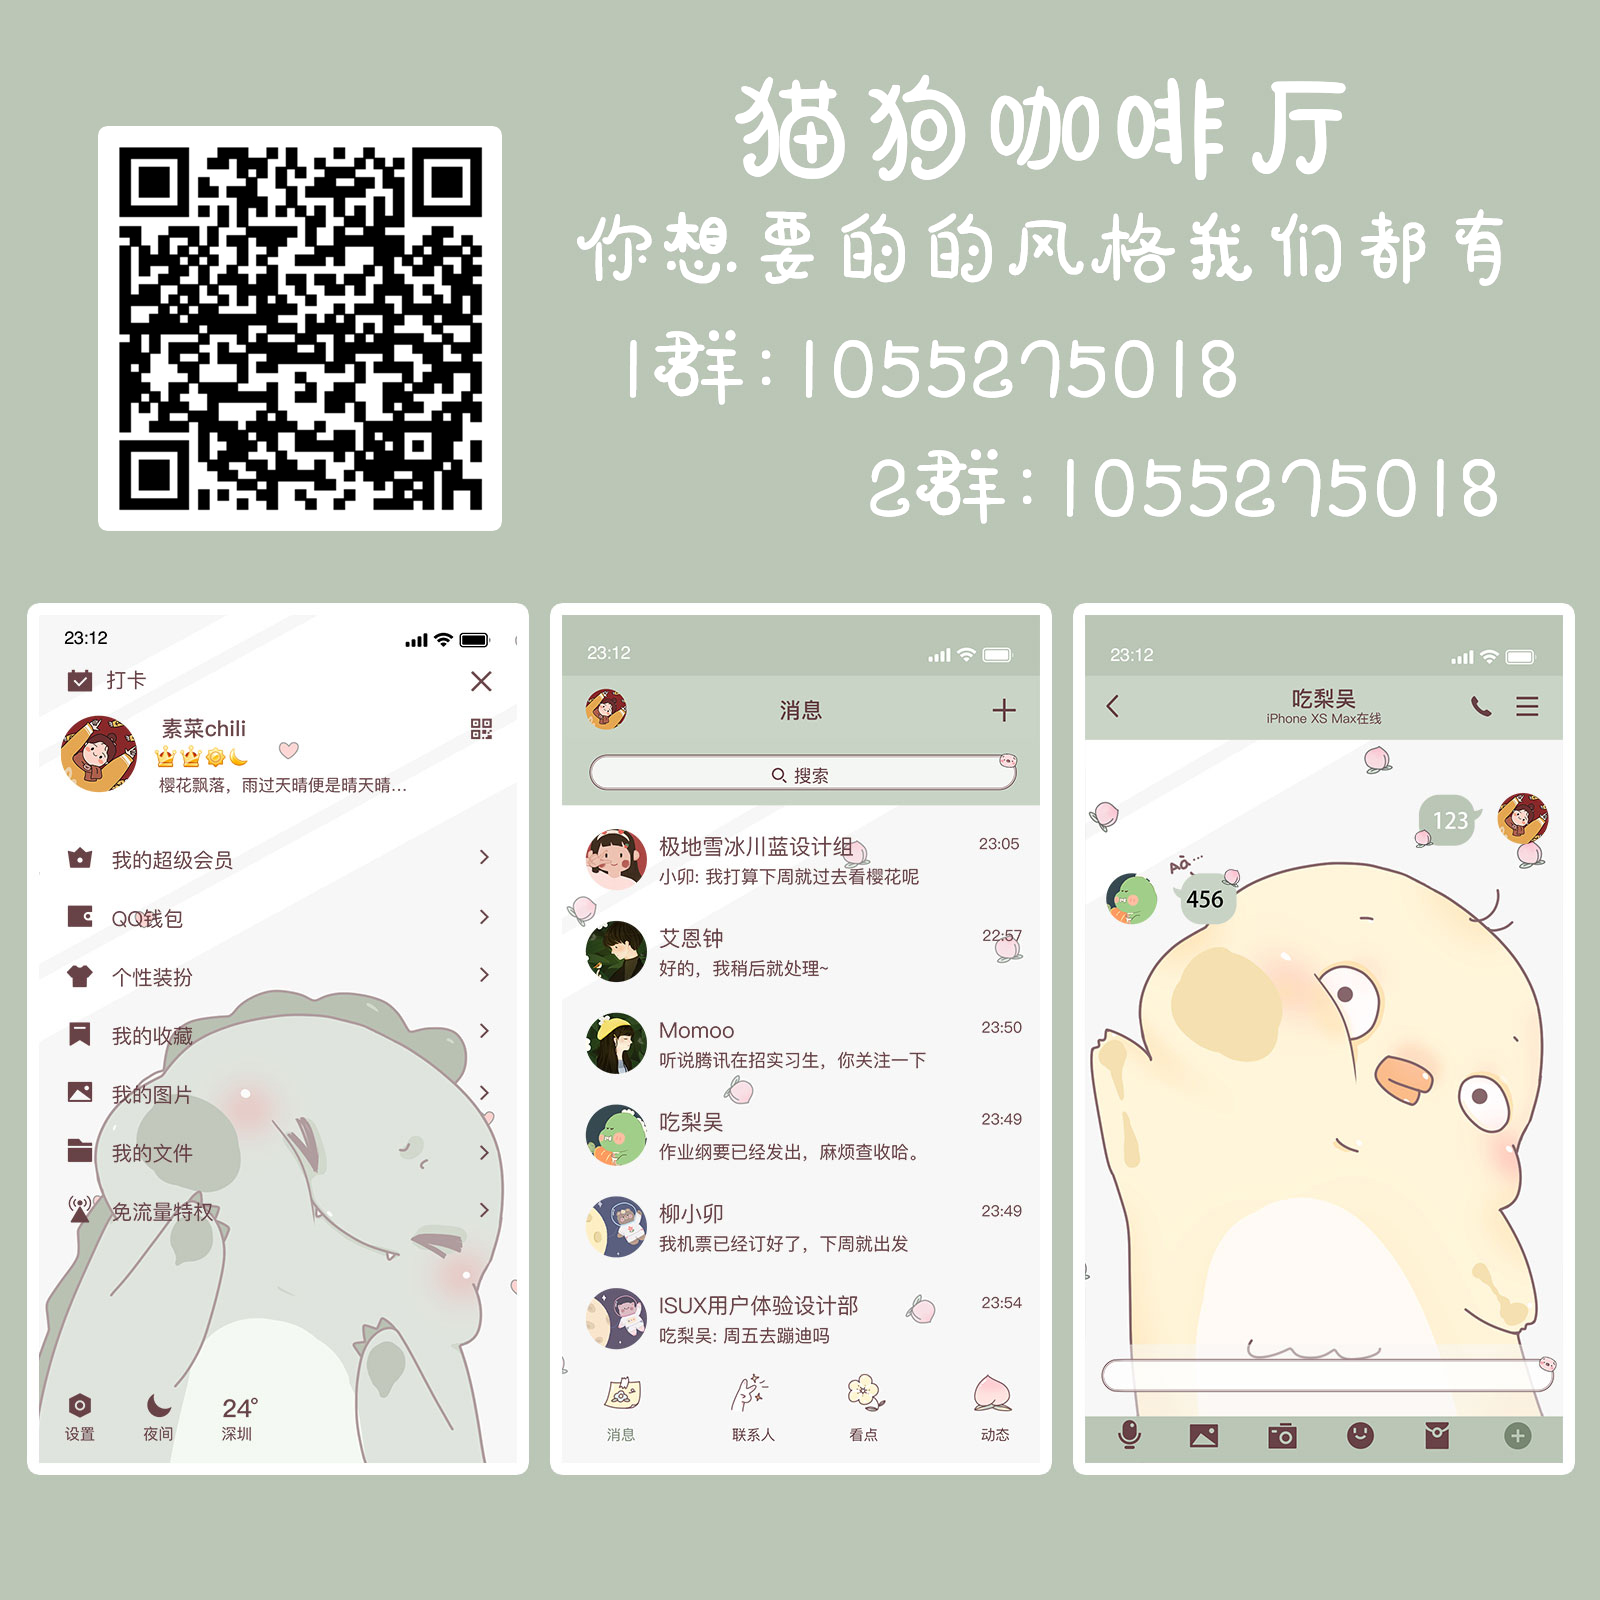 猫狗咖啡厅
你想要的的风格我们都有
1群:1055275018
2群:1055275018
23:12
打卡
素菜chili
樱花飘落，雨过天晴便是晴天晴...
我的超级会员
QQ钱包
个性装扮
我的收藏
我的图片
我的文件
免流量特权
24°
设置 夜间 深圳
23:12
消息
搜索
极地雪冰川蓝设计组 23:05
小卯: 我打算下周就过去看樱花呢
艾恩钟 22:57
好的，我稍后就处理~
Momoo 23:50
听说腾讯在招实习生，你关注一下
吃梨吴 23:49
作业纲要已经发出，麻烦查收哈。
柳小卯 23:49
我机票已经订好了，下周就出发
ISUX用户体验设计部 23:54
吃梨吴: 周五去蹦迪吗
消息 联系人 看点 动态
23:12
吃梨吴
iPhone XS Max在线
123
Aà...
456